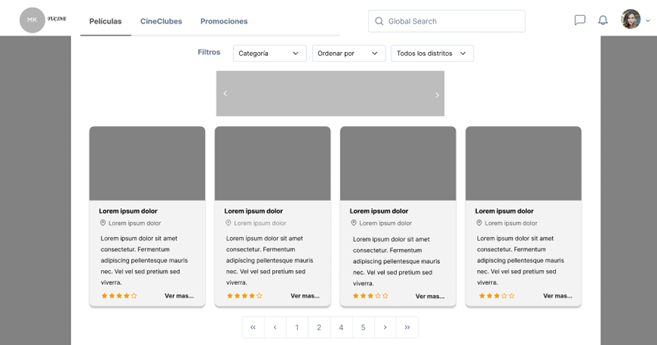 MK PUCINE Películas CineClubes Promociones Global Search
Filtros Categoría Ordenar por Todos los distritos
Lorem ipsum dolor
Lorem ipsum dolor
Lorem ipsum dolor sit amet
consectetur. Fermentum
adipiscing pellentesque mauris
nec. Vel vel sed pretium sed
viverra.
Ver mas...
Lorem ipsum dolor
Lorem ipsum dolor
Lorem ipsum dolor sit amet
consectetur. Fermentum
adipiscing pellentesque mauris
nec. Vel vel sed pretium sed
viverra.
Ver mas...
Lorem ipsum dolor
Lorem ipsum dolor
Lorem ipsum dolor sit amet
consectetur. Fermentum
adipiscing pellentesque mauris
nec. Vel vel sed pretium sed
viverra.
Ver mas...
Lorem ipsum dolor
Lorem ipsum dolor
Lorem ipsum dolor sit amet
consectetur. Fermentum
adipiscing pellentesque mauris
nec. Vel vel sed pretium sed
viverra.
Ver mas...
« ‹ 1 2 4 5 › »